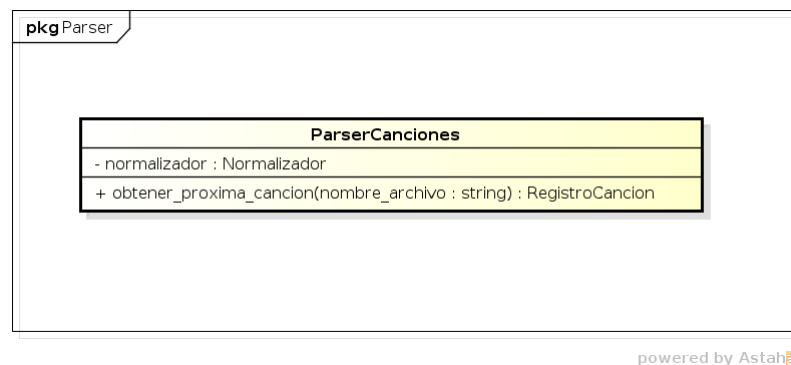 pkg Parser
ParserCanciones
- normalizador : Normalizador
+ obtener_proxima_cancion(nombre_archivo : string) : RegistroCancion
powered by Astah